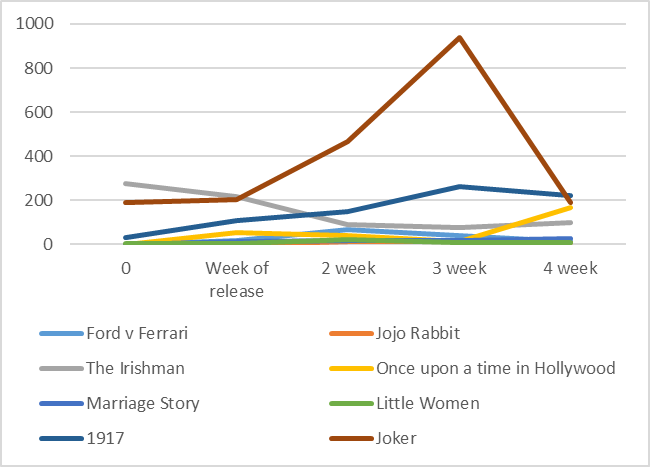 1000
800
600
400
200
0
0 Week of release 2 week 3 week 4 week
Ford v Ferrari Jojo Rabbit
The Irishman Once upon a time in Hollywood
Marriage Story Little Women
1917 Joker